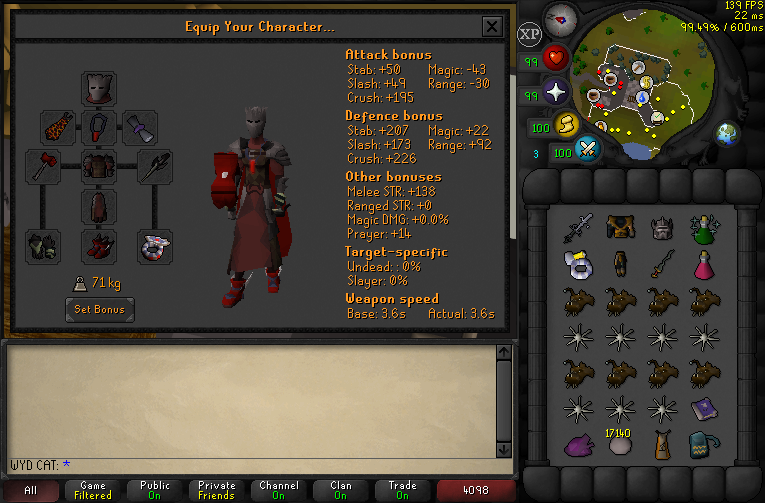 139 FPS
22 ms
99.49% / 600ms
XP
99
99
100
3 100
Equip Your Character...
Attack bonus
Stab: +50 Magic: -43
Slash: +49 Range: -30
Crush: +195
Defence bonus
Stab: +207 Magic: +22
Slash: +173 Range: +92
Crush: +226
Other bonuses
Melee STR: +138
Ranged STR: +0
Magic DMG: +0.0%
Prayer: +14
Target-specific
Undead: : 0%
Slayer: 0%
Weapon speed
Base: 3.6s Actual: 3.6s
71 kg
Set Bonus
17140
WYD CAT: *
All
Game
Filtered
Public
On
Private
Friends
Channel
On
Clan
On
Trade
On
4098